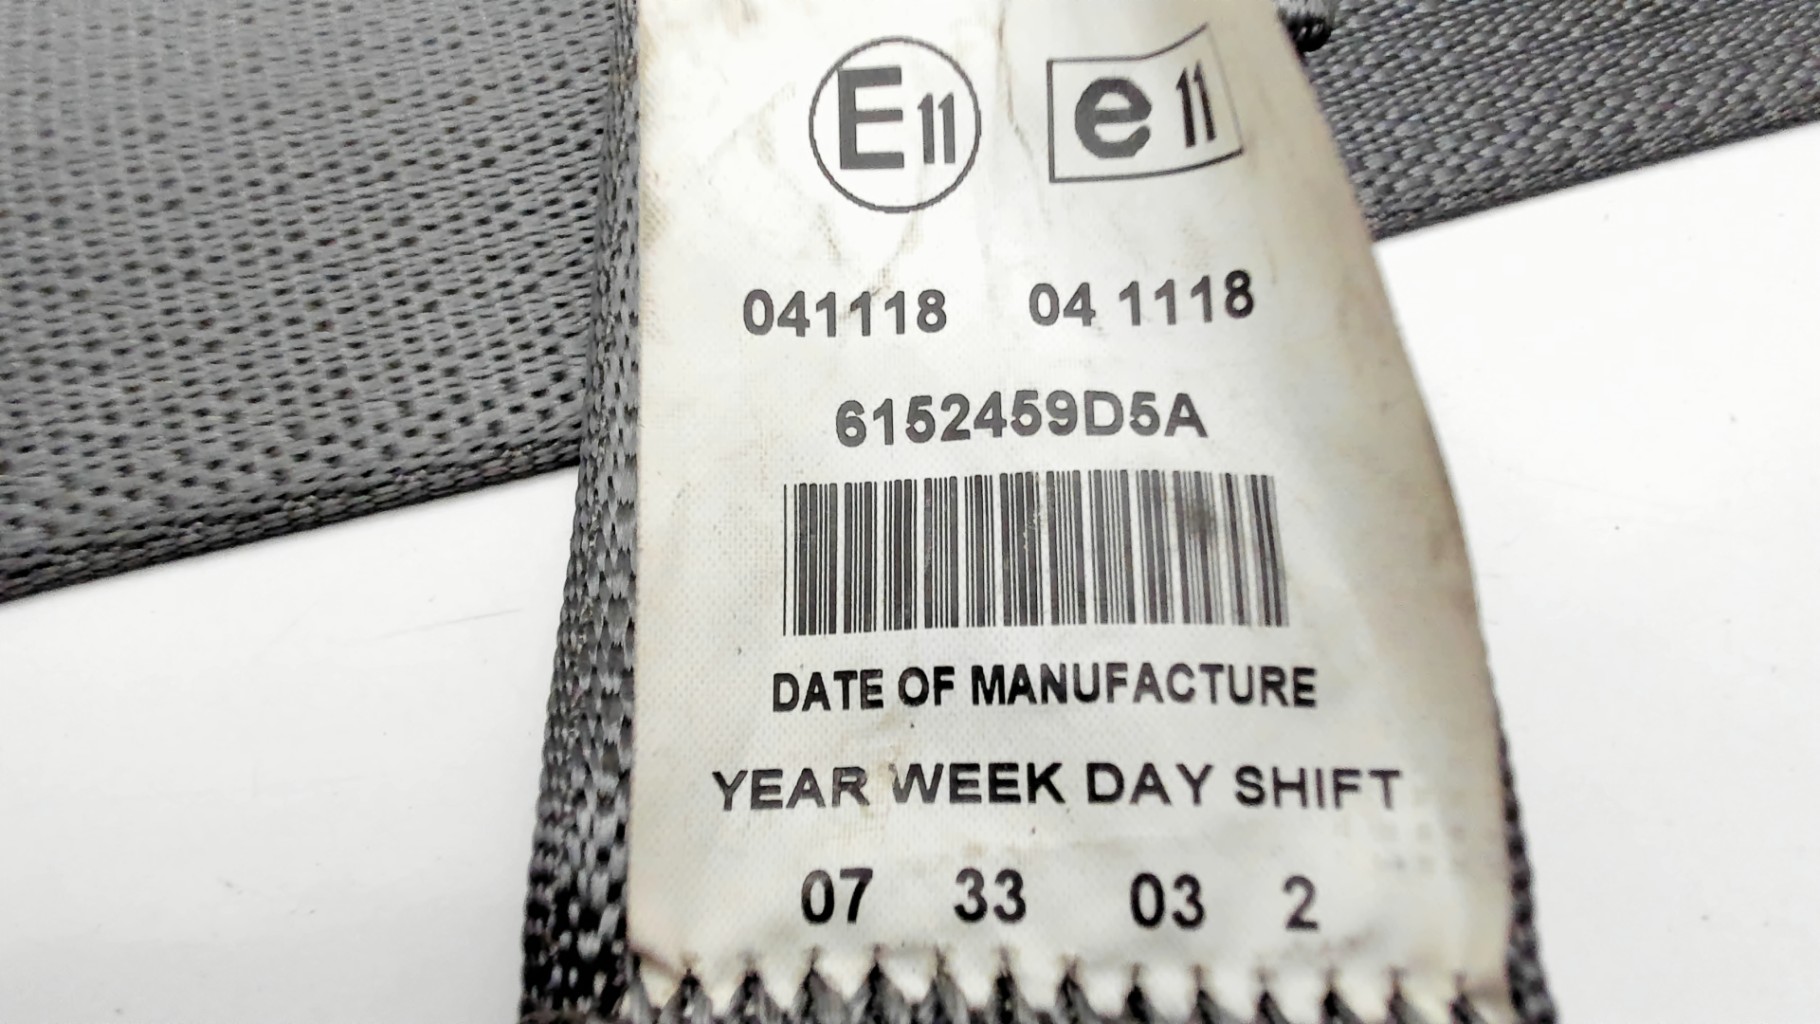 E11 e11
041118 04 1118
6152459D5A
DATE OF MANUFACTURE
YEAR WEEK DAY SHIFT
07 33 03 2